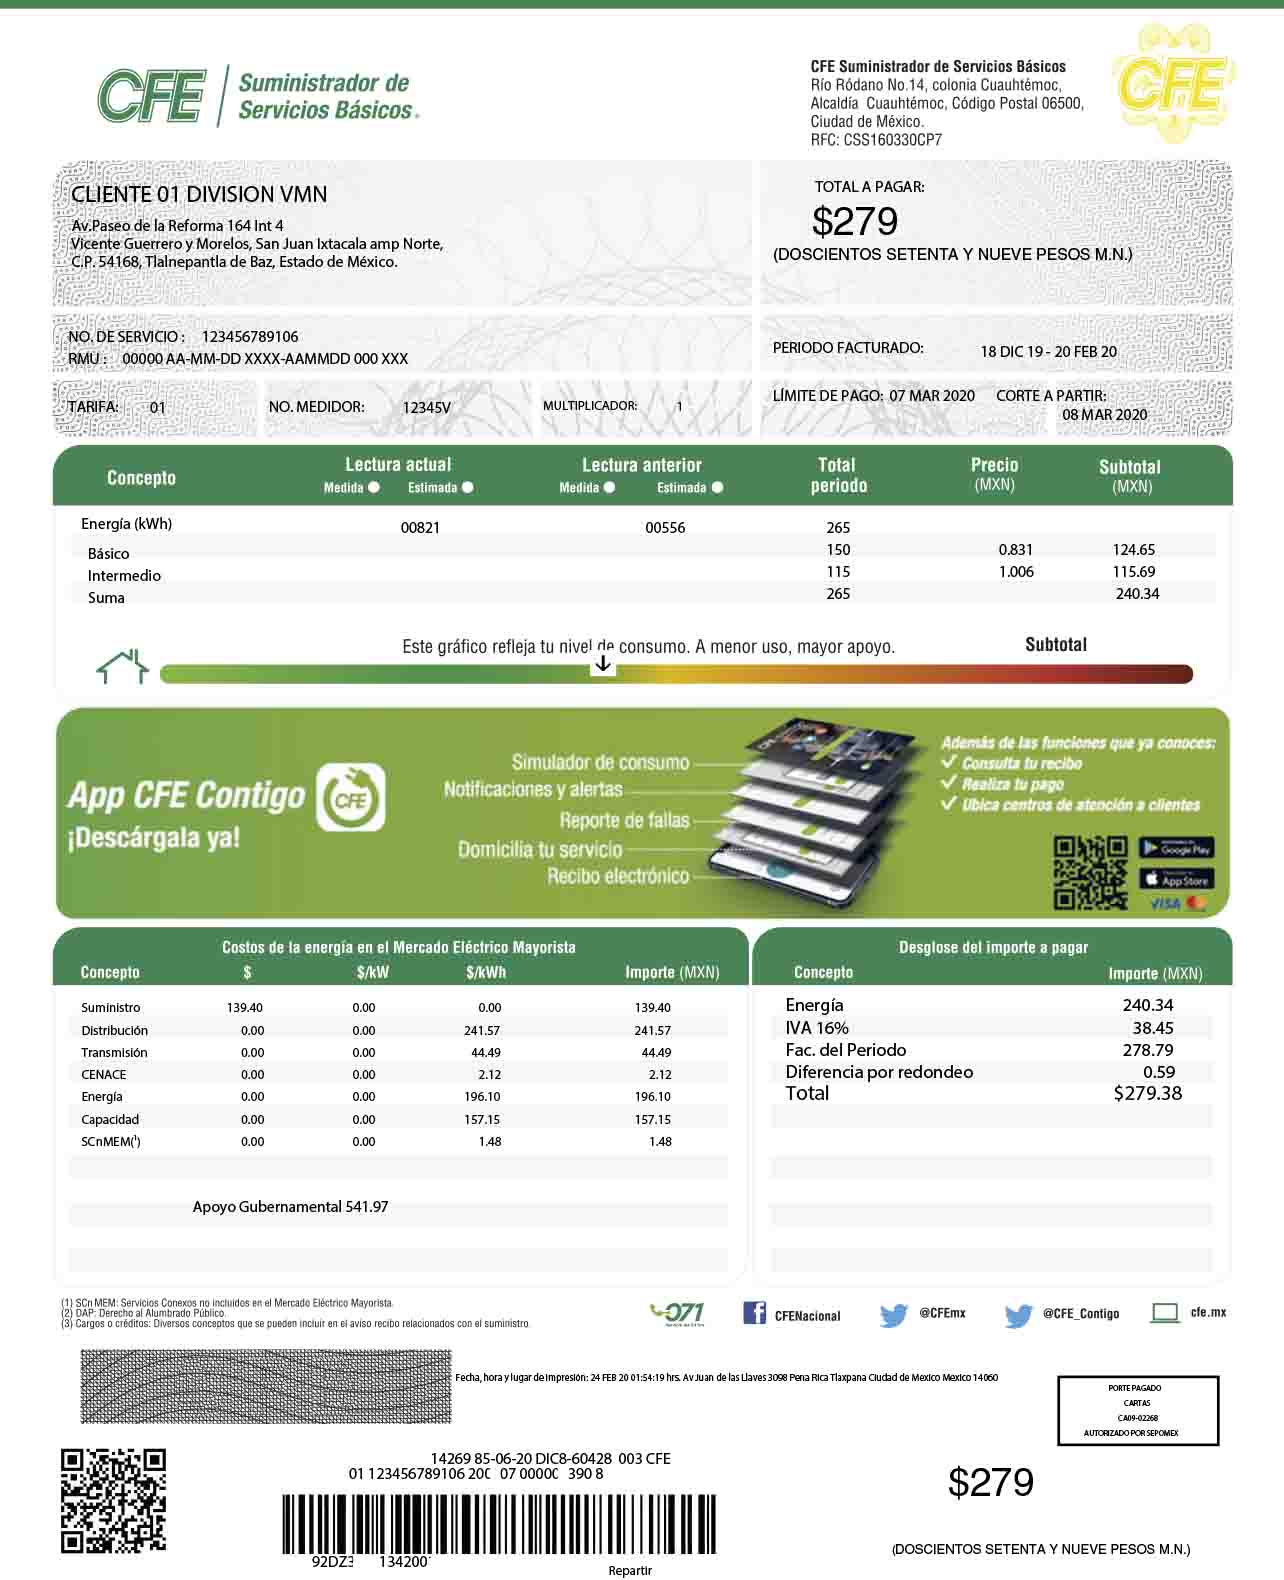 CFE Suministrador de Servicios Básicos.
CFE Suministrador de Servicios Básicos
Río Ródano No.14, colonia Cuauhtémoc,
Alcaldía Cuauhtémoc, Código Postal 06500,
Ciudad de México.
RFC: CSS160330CP7
CFE
CLIENTE 01 DIVISION VMN
Av.Paseo de la Reforma 164 Int 4
Vicente Guerrero y Morelos, San Juan Ixtacala amp Norte,
C.P. 54168, Tlalnepantla de Baz, Estado de México.
TOTAL A PAGAR:
$279
(DOSCIENTOS SETENTA Y NUEVE PESOS M.N.)
NO. DE SERVICIO : 123456789106
RMU : 00000 AA-MM-DD XXXX-AAMMDD 000 XXX
PERIODO FACTURADO: 18 DIC 19 - 20 FEB 20
TARIFA: 01 NO. MEDIDOR: 12345V MULTIPLICADOR: 1
LÍMITE DE PAGO: 07 MAR 2020 CORTE A PARTIR:
08 MAR 2020
Concepto Lectura actual Lectura anterior Total periodo Precio (MXN) Subtotal (MXN)
Medida Estimada Medida Estimada
Energía (kWh) 00821 00556 265
Básico 150 0.831 124.65
Intermedio 115 1.006 115.69
Suma 265 240.34
Este gráfico refleja tu nivel de consumo. A menor uso, mayor apoyo. Subtotal
App CFE Contigo
¡Descárgala ya!
CFE
Simulador de consumo
Notificaciones y alertas
Reporte de fallas
Domicilia tu servicio
Recibo electrónico
Además de las funciones que ya conoces:
Consulta tu recibo
Realiza tu pago
Ubica centros de atención a clientes
Google Play
App Store
VISA
Costos de la energía en el Mercado Eléctrico Mayorista
Concepto $ $/kW $/kWh Importe (MXN)
Suministro 139.40 0.00 0.00 139.40
Distribución 0.00 0.00 241.57 241.57
Transmisión 0.00 0.00 44.49 44.49
CENACE 0.00 0.00 2.12 2.12
Energía 0.00 0.00 196.10 196.10
Capacidad 0.00 0.00 157.15 157.15
SCnMEM(¹) 0.00 0.00 1.48 1.48
Apoyo Gubernamental 541.97
Desglose del importe a pagar
Concepto Importe (MXN)
Energía 240.34
IVA 16% 38.45
Fac. del Periodo 278.79
Diferencia por redondeo 0.59
Total $279.38
(1) SCn MEM: Servicios Conexos no incluidos en el Mercado Eléctrico Mayorista.
(2) DAP: Derecho al Alumbrado Público.
(3) Cargos o créditos: Diversos conceptos que se pueden incluir en el aviso recibo relacionados con el suministro.
071 CFENacional @CFEmx @CFE_Contigo cfe.mx
Fecha, hora y lugar de impresión: 24 FEB 20 01:54:19 hrs. Av Juan de las Llaves 3098 Pena Rica Tlaxpana Ciudad de Mexico Mexico 14060
PORTE PAGADO
CARTAS
CA09-02268
AUTORIZADO POR SEPOMEX
14269 85-06-20 DIC8-60428 003 CFE
01 123456789106 200 07 00000 390 8
92DZ3 134200
Repartir
$279
(DOSCIENTOS SETENTA Y NUEVE PESOS M.N.)